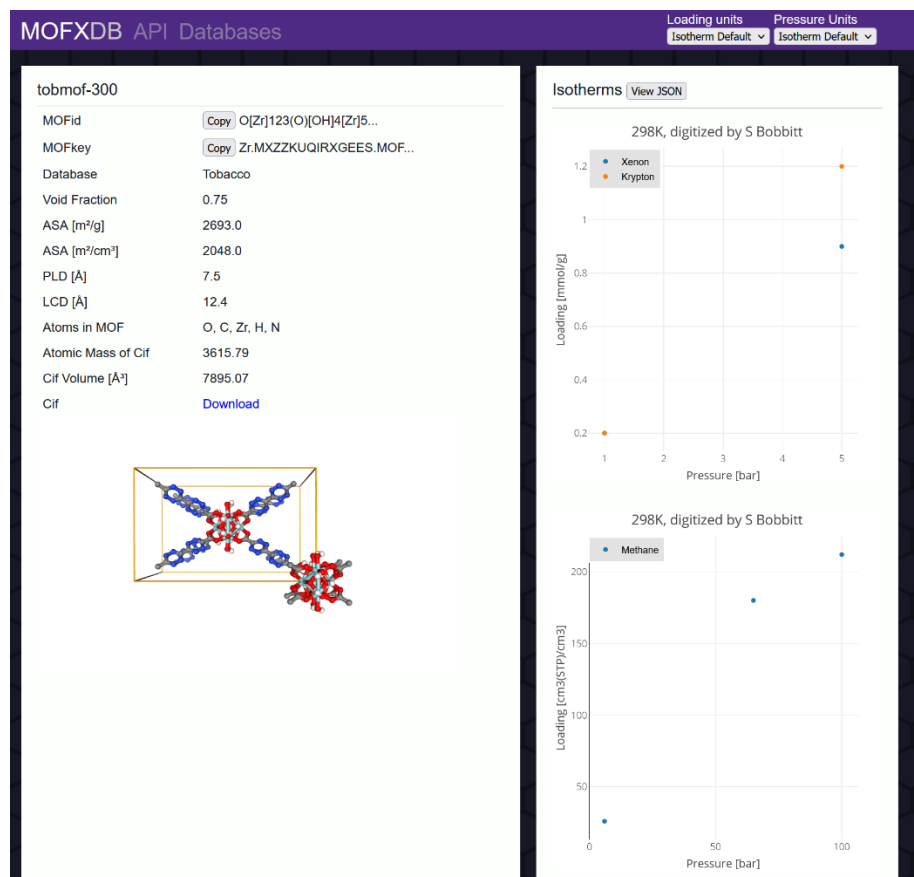 MOFXDB API Databases
Loading units Pressure Units
Isotherm Default Isotherm Default
tobmof-300
MOFid Copy O[Zr]123(O)[OH]4[Zr]5...
MOFkey Copy Zr.MXZZKUQIRXGEES.MOF...
Database Tobacco
Void Fraction 0.75
ASA [m²/g] 2693.0
ASA [m²/cm³] 2048.0
PLD [Å] 7.5
LCD [Å] 12.4
Atoms in MOF O, C, Zr, H, N
Atomic Mass of Cif 3615.79
Cif Volume [Å³] 7895.07
Cif Download
Isotherms View JSON
298K, digitized by S Bobbitt
Xenon
Krypton
1.2
1
0.8
0.6
0.4
0.2
Loading [mmol/g]
1 2 3 4 5
Pressure [bar]
298K, digitized by S Bobbitt
Methane
200
150
100
50
Loading [cm3(STP)/cm3]
0 50 100
Pressure [bar]